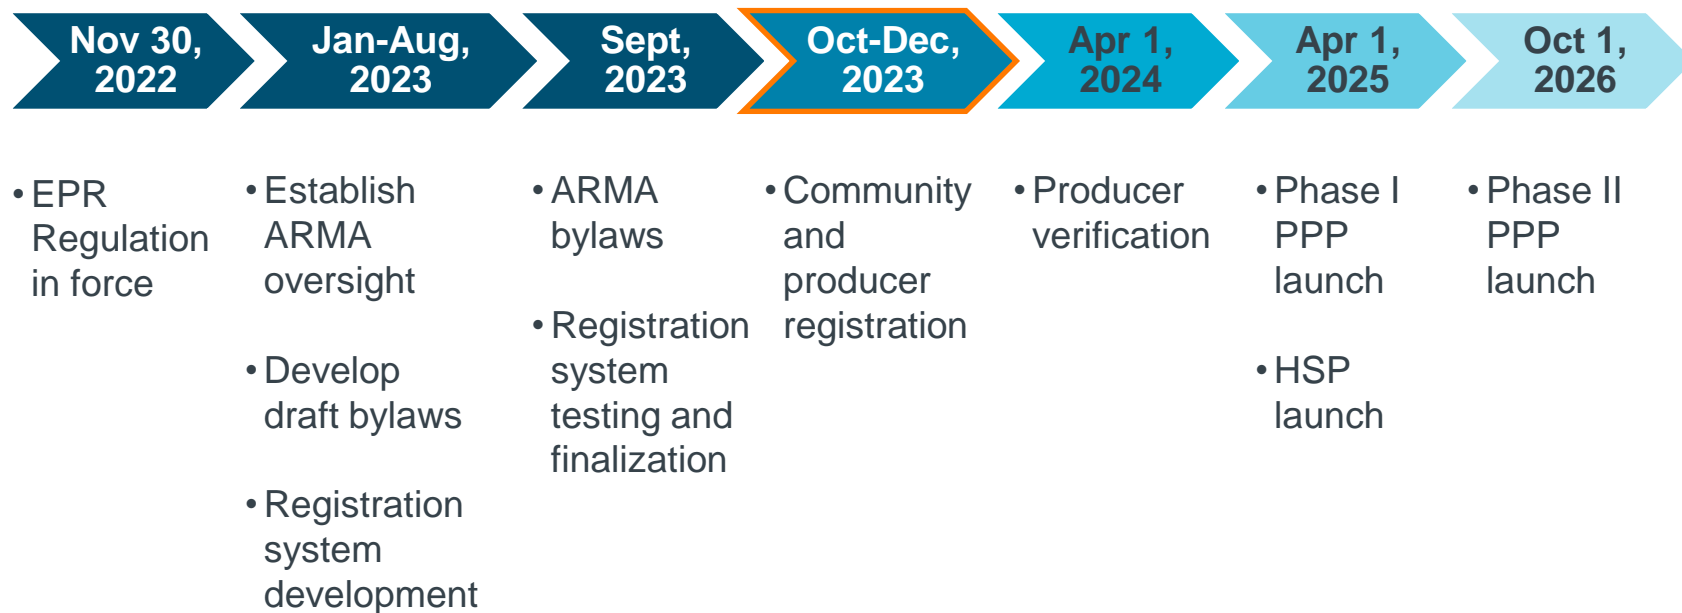 Nov 30,
2022
Jan-Aug,
2023
Sept,
2023
Oct-Dec,
2023
Apr 1,
2024
Apr 1,
2025
Oct 1,
2026
• EPR
Regulation
in force
• Establish
ARMA
oversight
• Develop
draft bylaws
• Registration
system
development
• ARMA
bylaws
• Registration
system
testing and
finalization
• Community
and
producer
registration
• Producer
verification
• Phase I
PPP
launch
• HSP
launch
• Phase II
PPP
launch